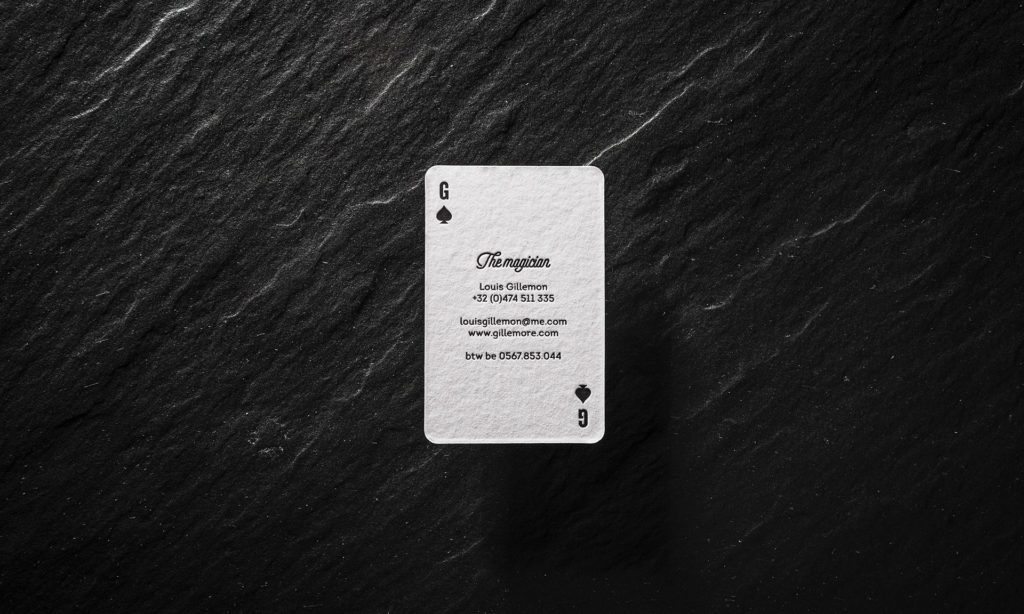 G
The magician
Louis Gillemon
+32 (0)474 511 335
louisgillemon@me.com
www.gillemore.com
btw be 0567.853.044
G